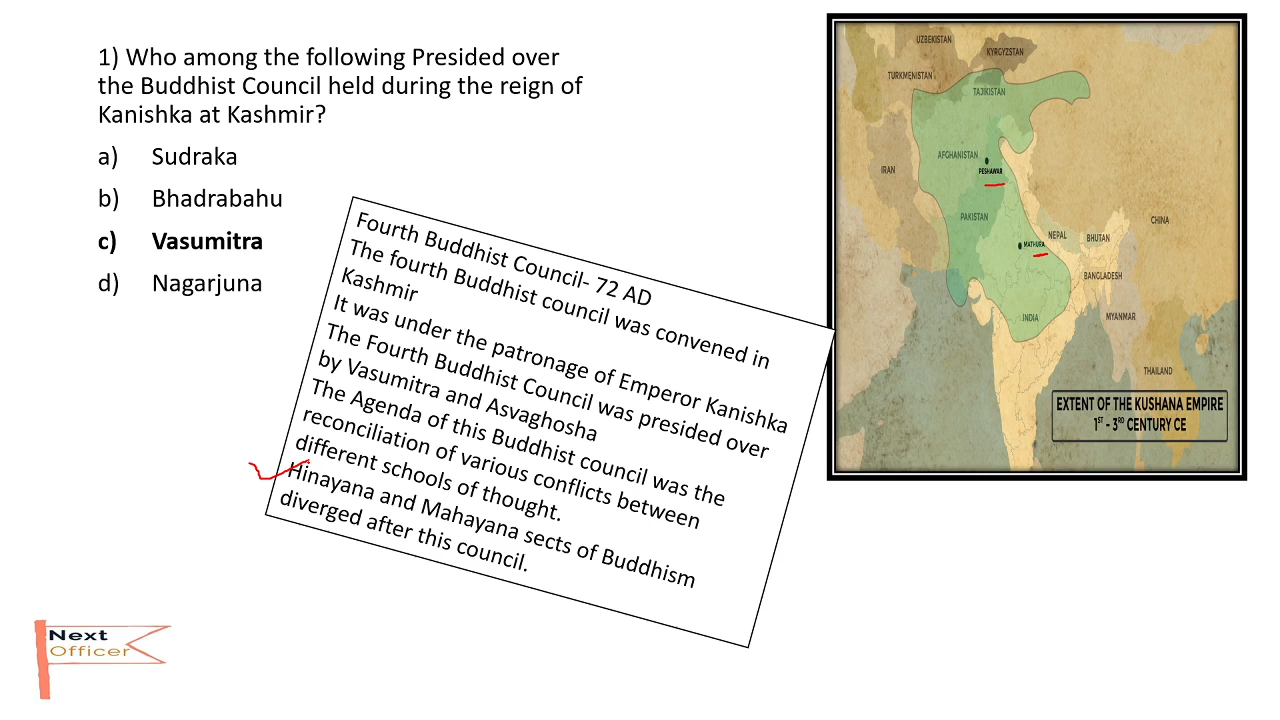 1) Who among the following Presided over
the Buddhist Council held during the reign of
Kanishka at Kashmir?
a) Sudraka
b) Bhadrabahu
c) Vasumitra
d) Nagarjuna
Fourth Buddhist Council- 72 AD
The fourth Buddhist council was convened in
Kashmir
It was under the patronage of Emperor Kanishka
The Fourth Buddhist Council was presided over
by Vasumitra and Asvaghosha
The Agenda of this Buddhist council was the
reconciliation of various conflicts between
different schools of thought.
Hinayana and Mahayana sects of Buddhism
diverged after this council.
UZBEKISTAN
KYRGYZSTAN
TURKMENISTAN
TAJIKISTAN
AFGHANISTAN
IRAN
PESHAWAR
PAKISTAN
CHINA
NEPAL
BHUTAN
MATHURA
BANGLADESH
INDIA
MYANMAR
THAILAND
EXTENT OF THE KUSHANA EMPIRE
1ST - 3RD CENTURY CE
Next
Officer